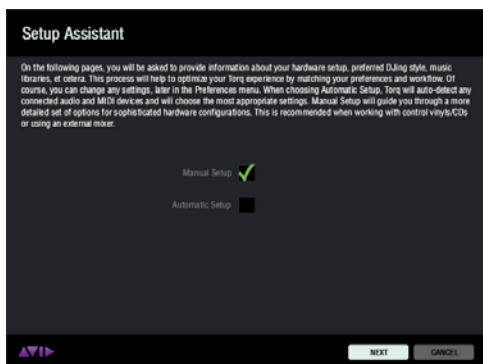 Setup Assistant
On the following pages, you will be asked to provide information about your hardware setup, preferred DJing style, music
libraries, et cetera. This process will help to optimize your Torq experience by matching your preferences and workflow. Of
course, you can change any settings, later in the Preferences menu. When choosing Automatic Setup, Torq will auto-detect any
connected audio and MIDI devices and will choose the most appropriate settings. Manual Setup will guide you through a more
detailed set of options for sophisticated hardware configurations. This is recommended when working with control vinyls/CDs
or using an external mixer.
Manual Setup
Automatic Setup
AVID
NEXT
CANCEL